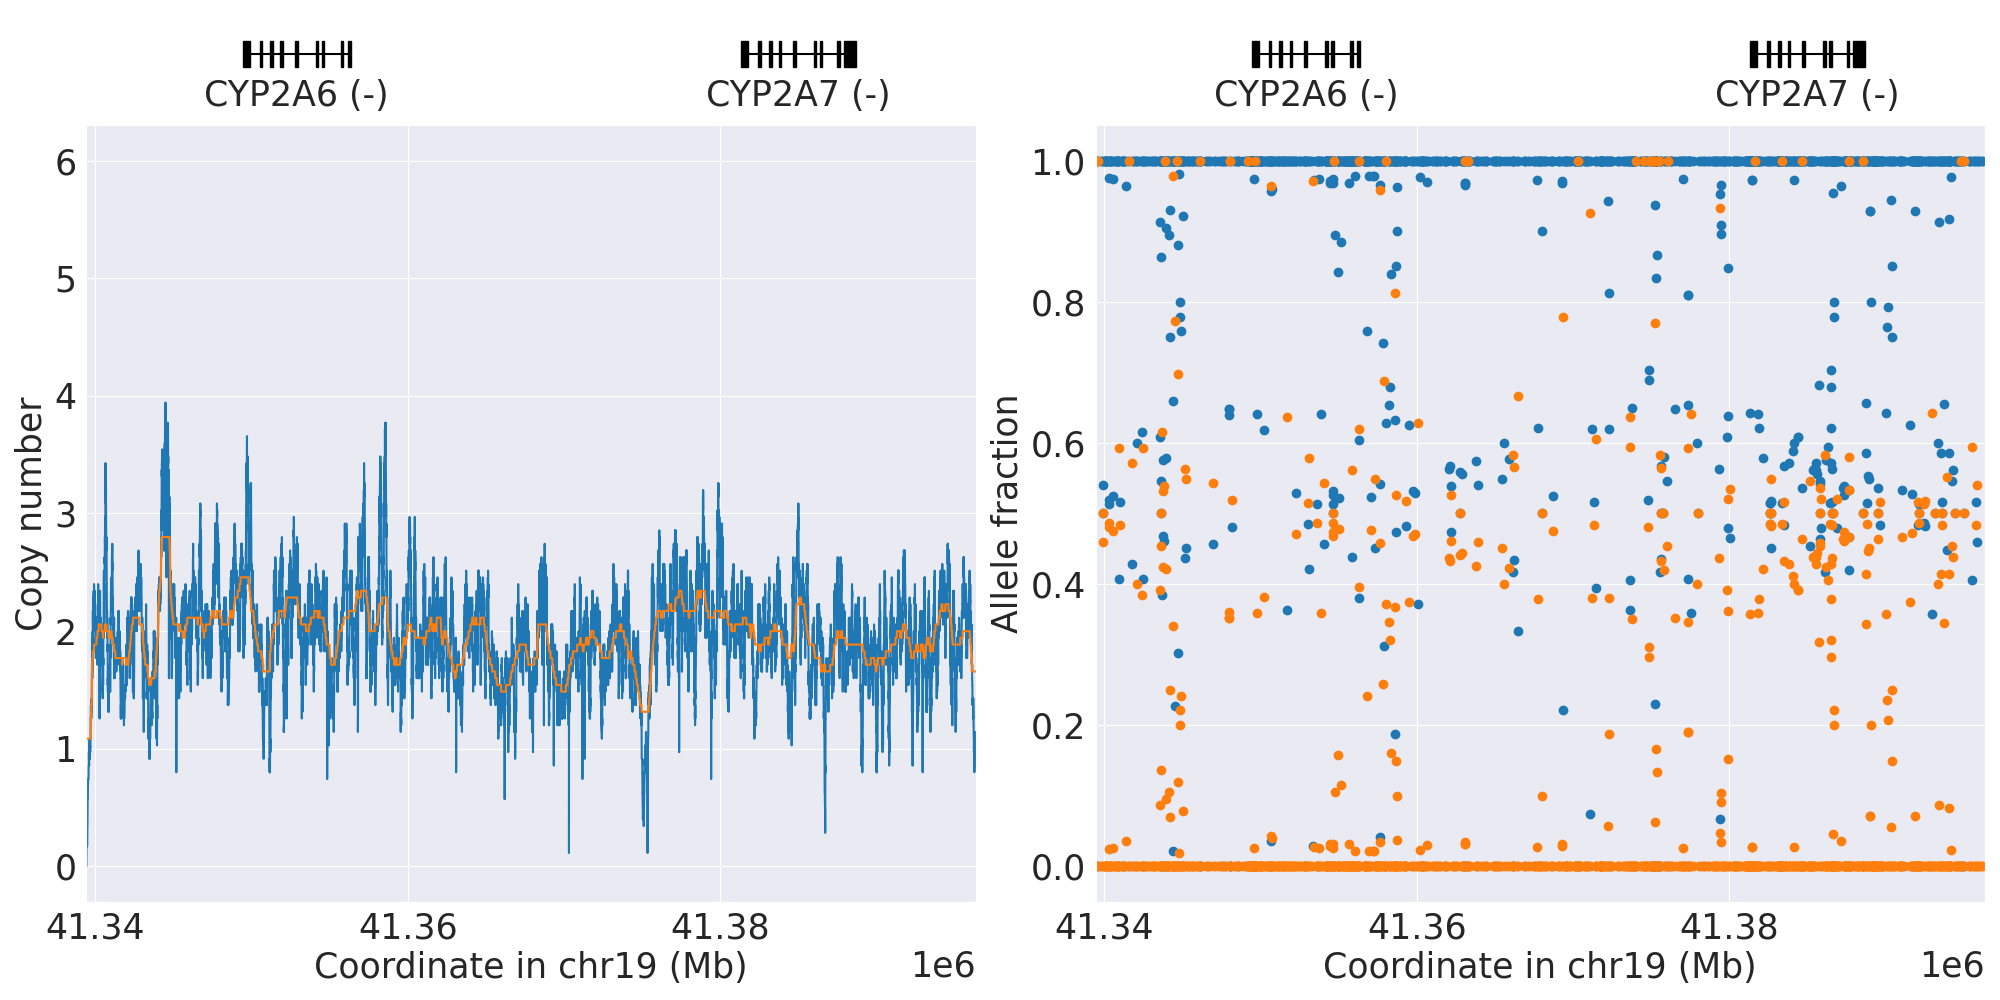 CYP2A6 (-)
CYP2A7 (-)
6
5
4
3
2
1
0
Copy number
41.34
41.36
41.38
Coordinate in chr19 (Mb)
1e6
CYP2A6 (-)
CYP2A7 (-)
1.0
0.8
0.6
0.4
0.2
0.0
Allele fraction
41.34
41.36
41.38
Coordinate in chr19 (Mb)
1e6